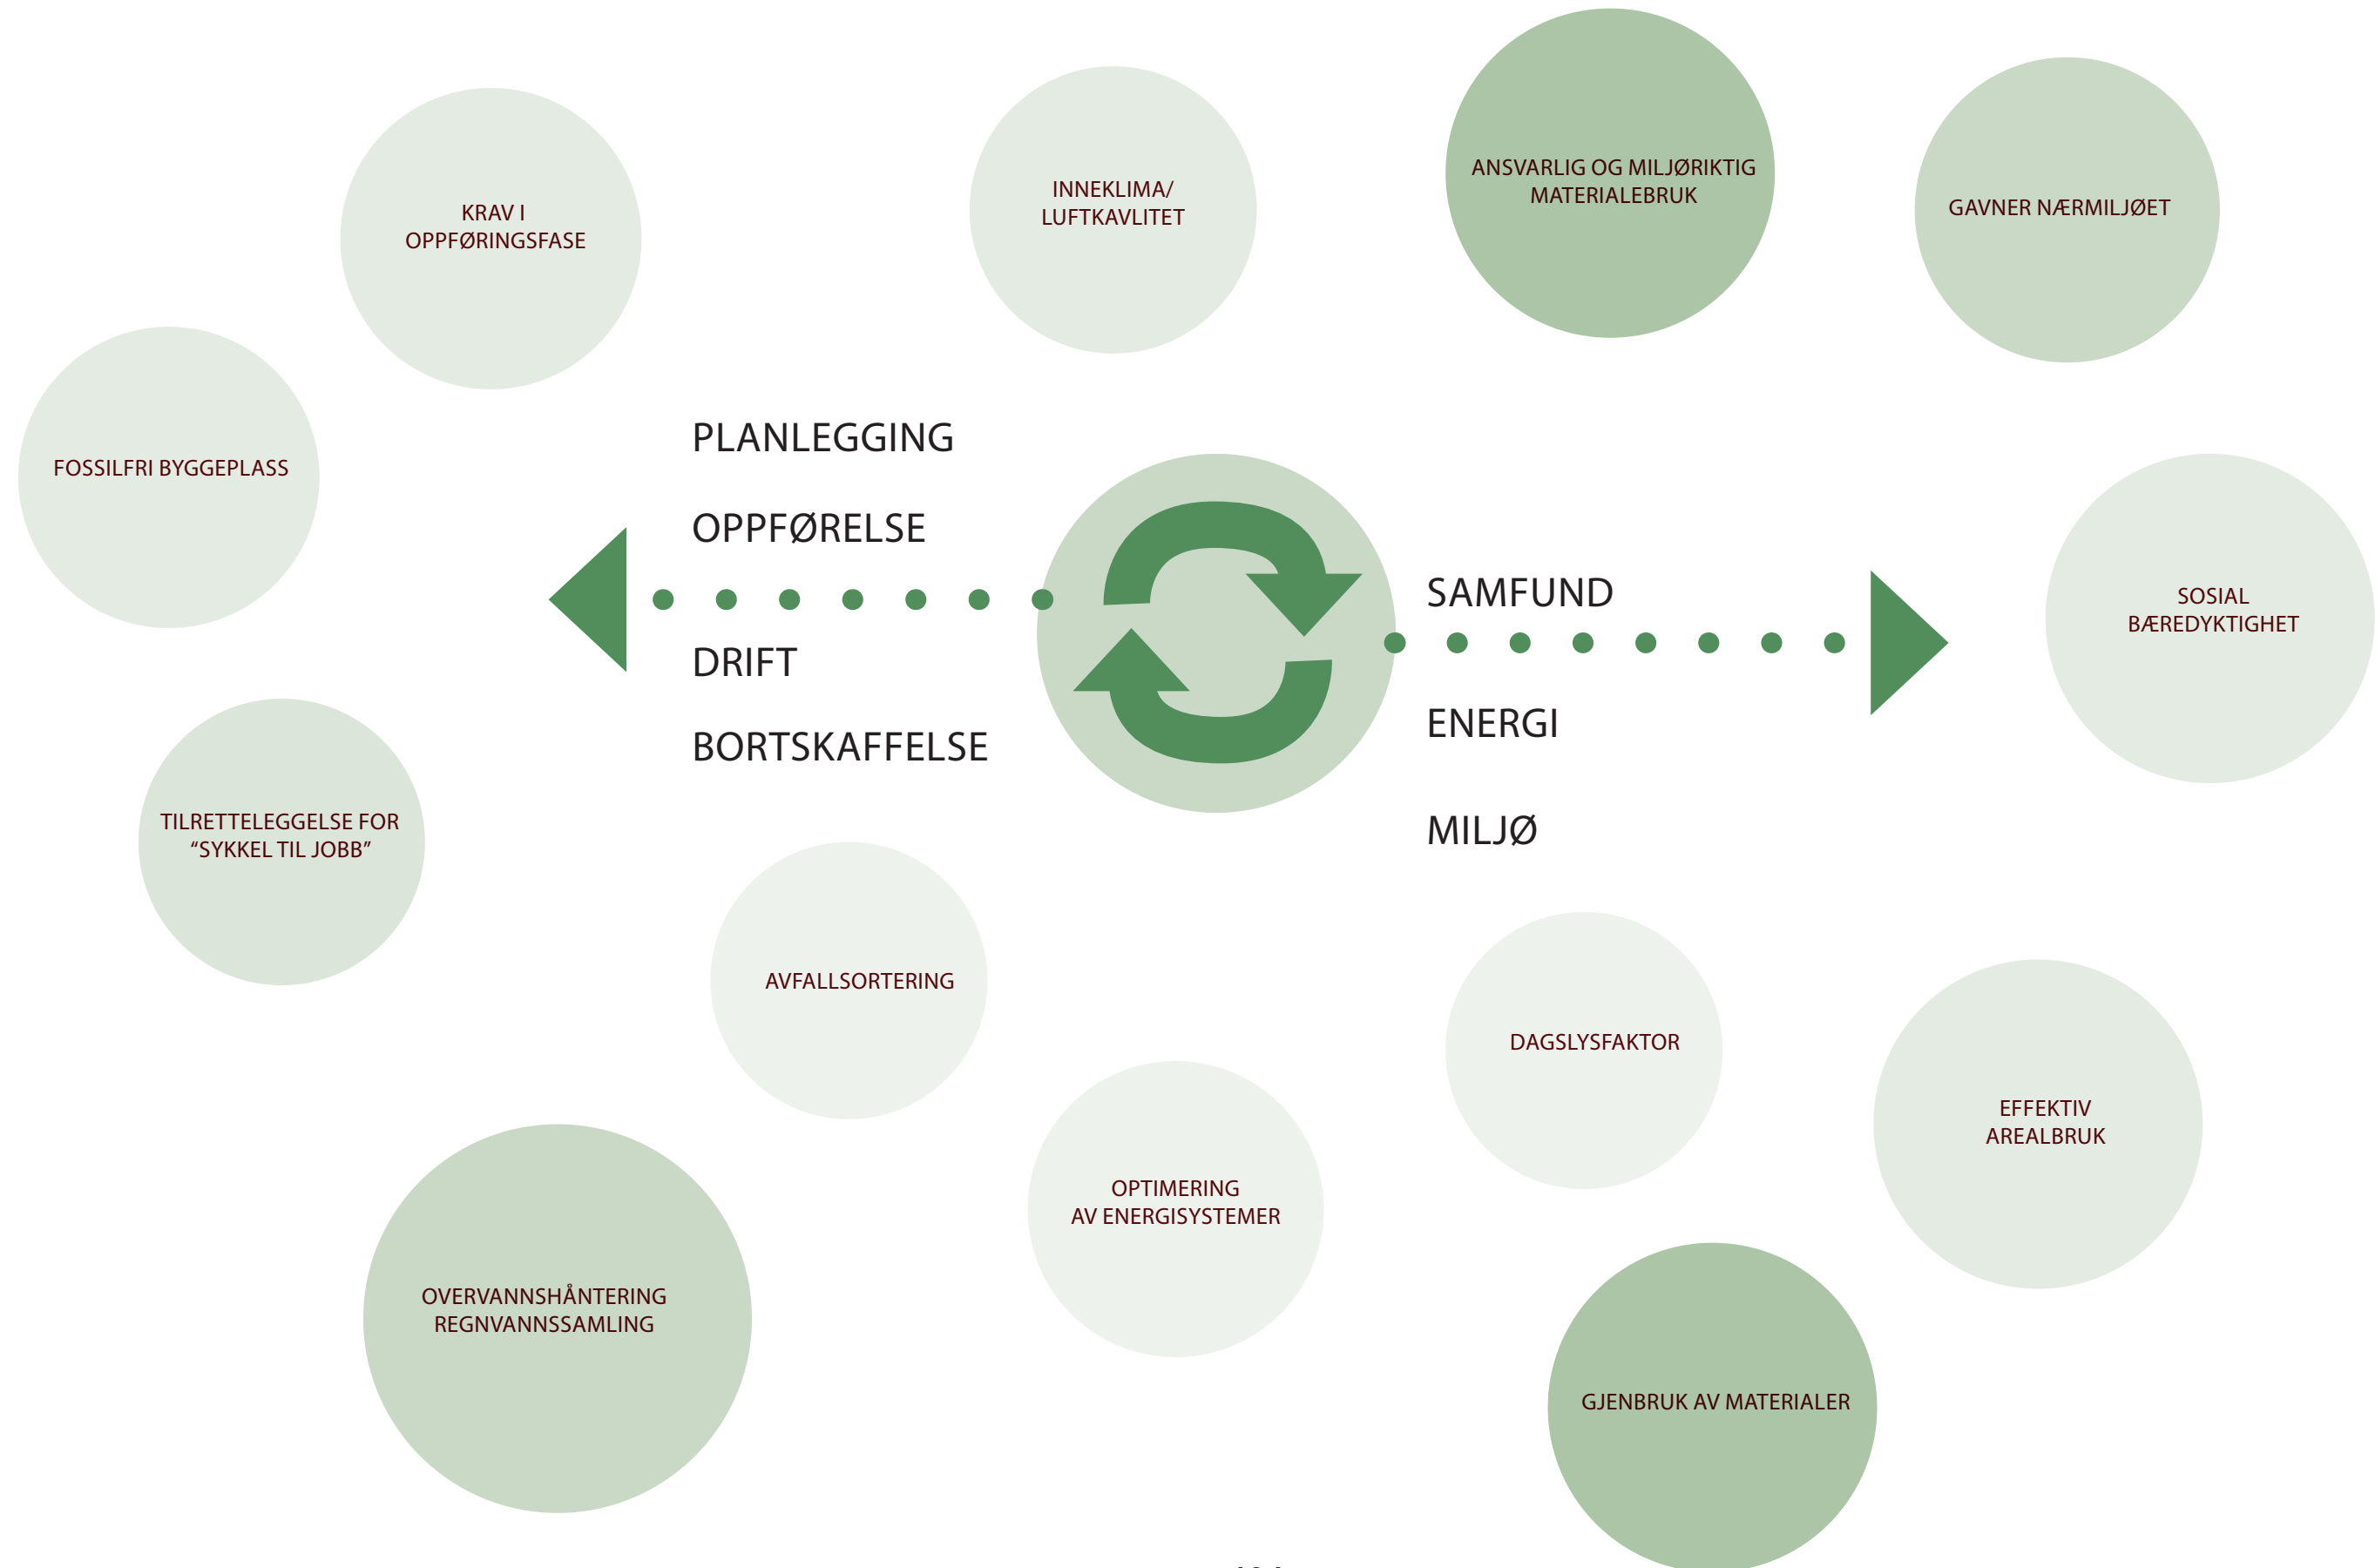 ANSVARLIG OG MILJØRIKTIG
MATERIALEBRUK
INNEKLIMA/
LUFTKAVLITET
GAVNER NÆRMILJØET
KRAV I
OPPFØRINGSFASE
PLANLEGGING
FOSSILFRI BYGGEPLASS
OPPFØRELSE
SAMFUND
SOSIAL
BÆREDYKTIGHET
DRIFT
ENERGI
BORTSKAFFELSE
MILJØ
TILRETTELEGGELSE FOR
“SYKKEL TIL JOBB”
AVFALLSORTERING
DAGSLYSFAKTOR
EFFEKTIV
AREALBRUK
OPTIMERING
AV ENERGISYSTEMER
OVERVANNSHÅNTERING
REGNVANNSSAMLING
GJENBRUK AV MATERIALER